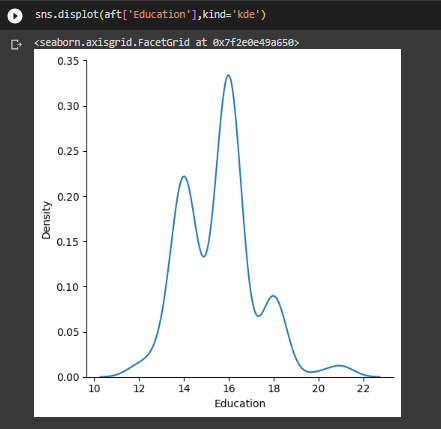 sns.displot(aft['Education'],kind='kde')
<seaborn.axisgrid.FacetGrid at 0x7f2e0e49a650>
0.35
0.30
0.25
0.20
0.15
0.10
0.05
0.00
Density
10 12 14 16 18 20 22
Education